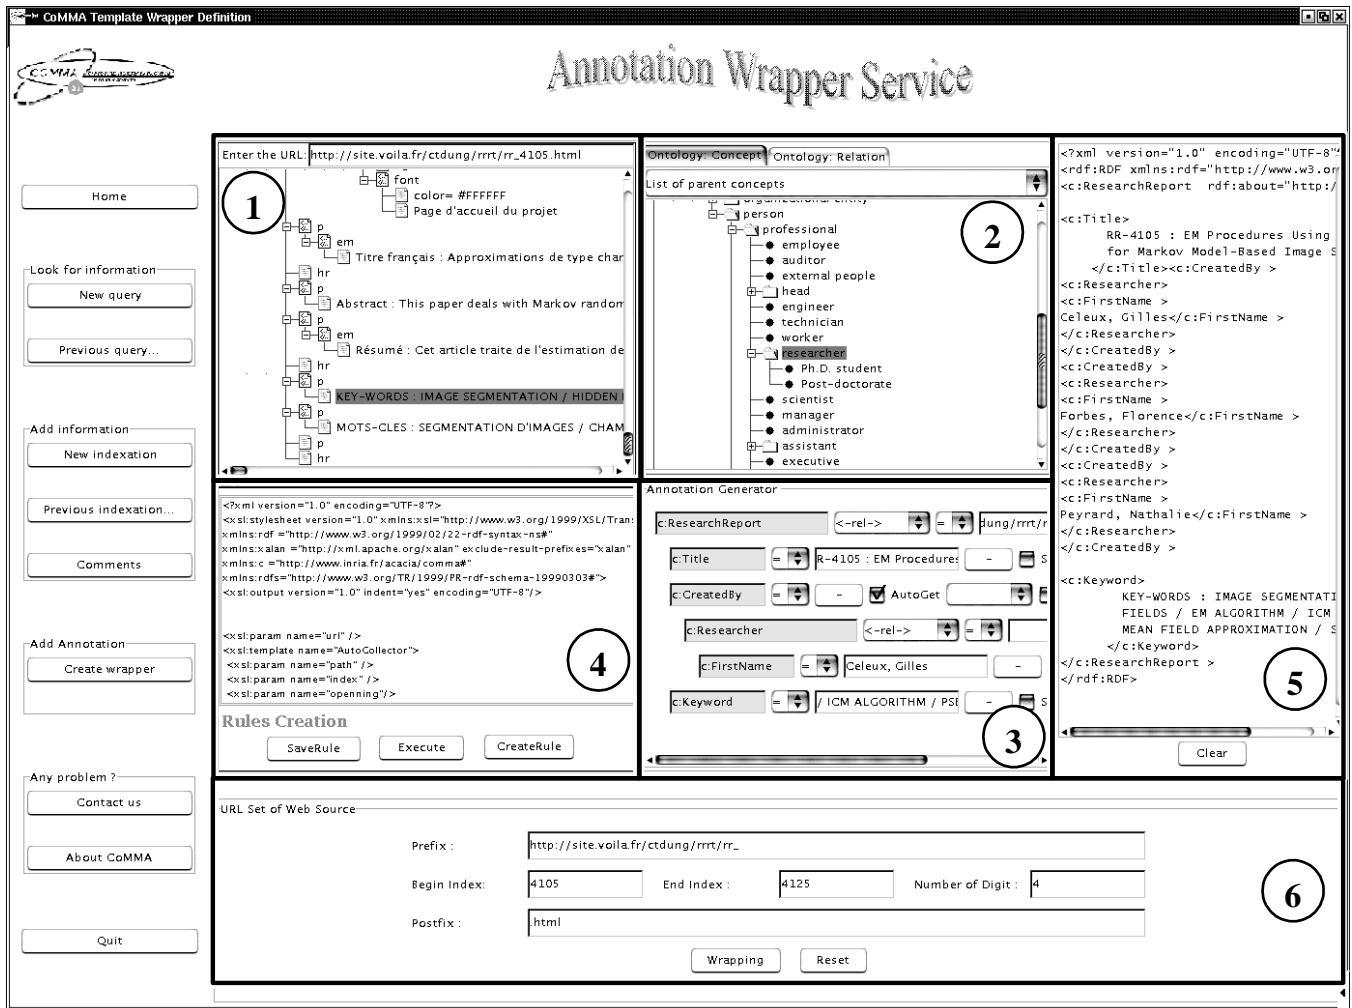 CoMMA Template Wrapper Definition
COMMA
Annotation Wrapper Service
Home
Look for information
New query
Previous query...
Add information
New indexation
Previous indexation...
Comments
Add Annotation
Create wrapper
Any problem ?
Contact us
About CoMMA
Quit
Enter the URL: http://site.voila.fr/ctdung/rrrt/rr_4105.html
1
font
color= #FFFFFF
Page d'accueil du projet
p
em
Titre français : Approximations de type char
hr
p
Abstract : This paper deals with Markov random
p
em
Résumé : Cet article traite de l'estimation de
hr
p
KEY-WORDS : IMAGE SEGMENTATION / HIDDEN
p
MOTS-CLES : SEGMENTATION D'IMAGES / CHAM
p
hr
Ontology: Concept Ontology: Relation
List of parent concepts
2
organizational entity
person
professional
employee
auditor
external people
head
engineer
technician
worker
researcher
Ph.D. student
Post-doctorate
scientist
manager
administrator
assistant
executive
Annotation Generator
c:ResearchReport <-rel-> = dung/rrrt/r
c:Title = R-4105 : EM Procedures - S
c:CreatedBy = - AutoGet
c:Researcher <-rel-> =
c:FirstName = Celeux, Gilles -
c:Keyword = / ICM ALGORITHM / PSE - S
3
<?xml version="1.0" encoding="UTF-8"?>
<xsl:stylesheet version="1.0" xmlns:xsl="http://www.w3.org/1999/XSL/Tran
xmlns:rdf ="http://www.w3.org/1999/02/22-rdf-syntax-ns#"
xmlns:xalan ="http://xml.apache.org/xalan" exclude-result-prefixes="xalan"
xmlns:c ="http://www.inria.fr/acacia/comma#"
xmlns:rdfs="http://www.w3.org/TR/1999/PR-rdf-schema-19990303#">
<xsl:output version="1.0" indent="yes" encoding="UTF-8"/>
<xsl:param name="url" />
<xsl:template name="AutoCollector">
<xsl:param name="path" />
<xsl:param name="index" />
<xsl:param name="openning"/>
4
Rules Creation
SaveRule Execute CreateRule
<?xml version="1.0" encoding="UTF-8"
<rdf:RDF xmlns:rdf="http://www.w3.or
<c:ResearchReport rdf:about="http:/
<c:Title>
RR-4105 : EM Procedures Using
for Markov Model-Based Image S
</c:Title><c:CreatedBy >
<c:Researcher>
<c:FirstName >
Celeux, Gilles</c:FirstName >
</c:Researcher>
</c:CreatedBy >
<c:CreatedBy >
<c:Researcher>
<c:FirstName >
Forbes, Florence</c:FirstName >
</c:Researcher>
</c:CreatedBy >
<c:CreatedBy >
<c:Researcher>
<c:FirstName >
Peyrard, Nathalie</c:FirstName >
</c:Researcher>
</c:CreatedBy >
<c:Keyword>
KEY-WORDS : IMAGE SEGMENTATI
FIELDS / EM ALGORITHM / ICM
MEAN FIELD APPROXIMATION / S
</c:Keyword>
</c:ResearchReport >
</rdf:RDF>
5
Clear
URL Set of Web Source
Prefix : http://site.voila.fr/ctdung/rrrt/rr_
Begin Index: 4105 End Index : 4125 Number of Digit : 4
Postfix : .html
6
Wrapping Reset